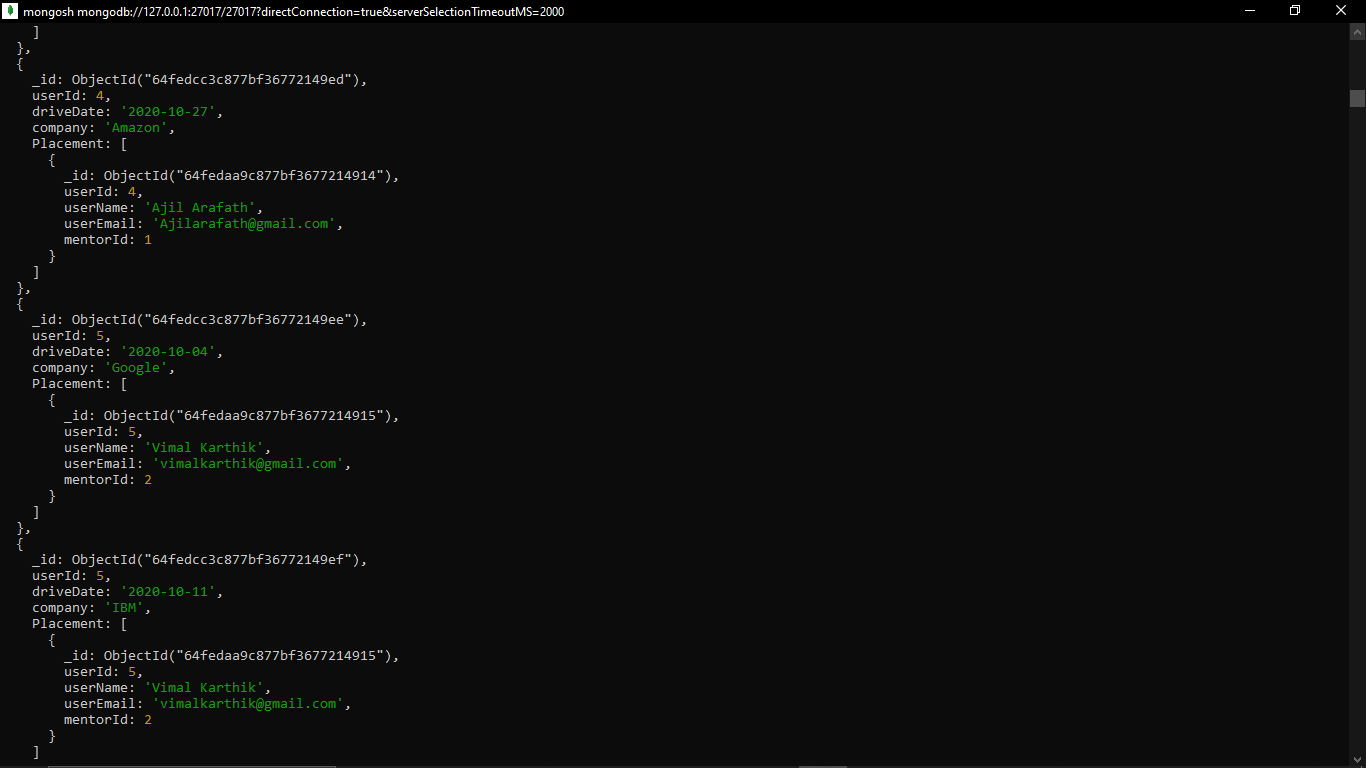 mongosh mongodb://127.0.0.1:27017/27017?directConnection=true&serverSelectionTimeoutMS=2000
    ]
  },
  {
    _id: ObjectId("64fedcc3c877bf36772149ed"),
    userId: 4,
    driveDate: '2020-10-27',
    company: 'Amazon',
    Placement: [
      {
        _id: ObjectId("64fedaa9c877bf3677214914"),
        userId: 4,
        userName: 'Ajil Arafath',
        userEmail: 'Ajilarafath@gmail.com',
        mentorId: 1
      }
    ]
  },
  {
    _id: ObjectId("64fedcc3c877bf36772149ee"),
    userId: 5,
    driveDate: '2020-10-04',
    company: 'Google',
    Placement: [
      {
        _id: ObjectId("64fedaa9c877bf3677214915"),
        userId: 5,
        userName: 'Vimal Karthik',
        userEmail: 'vimalkarthik@gmail.com',
        mentorId: 2
      }
    ]
  },
  {
    _id: ObjectId("64fedcc3c877bf36772149ef"),
    userId: 5,
    driveDate: '2020-10-11',
    company: 'IBM',
    Placement: [
      {
        _id: ObjectId("64fedaa9c877bf3677214915"),
        userId: 5,
        userName: 'Vimal Karthik',
        userEmail: 'vimalkarthik@gmail.com',
        mentorId: 2
      }
    ]